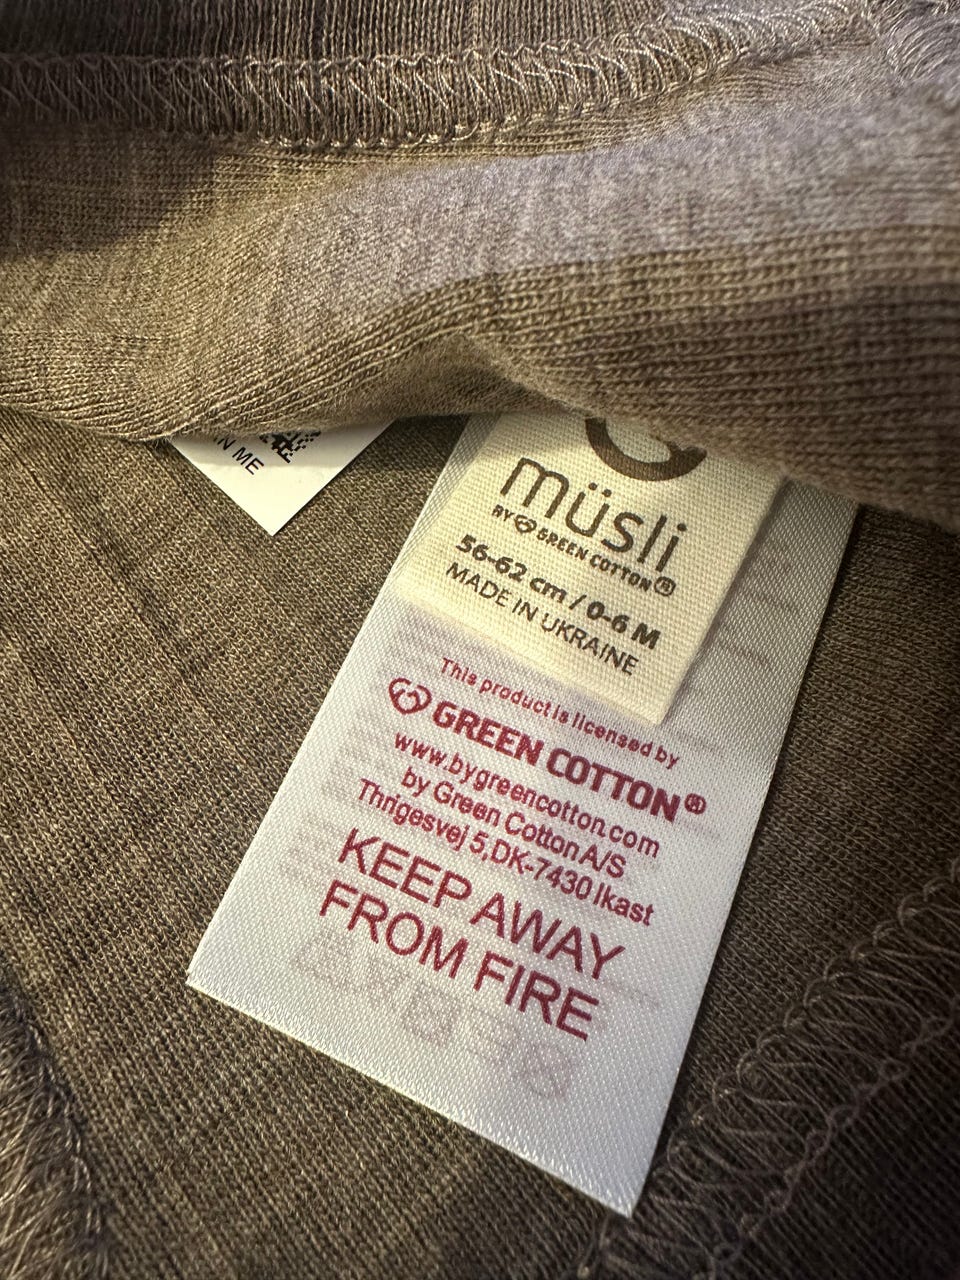 ME
müsli
BY GREEN COTTON®
56-62 cm / 0-6 M
MADE IN UKRAINE
This product is licensed by
GREEN COTTON®
www.bygreencotton.com
by Green Cotton A/S
Thrigesvej 5,DK-7430 Ikast
KEEP AWAY
FROM FIRE